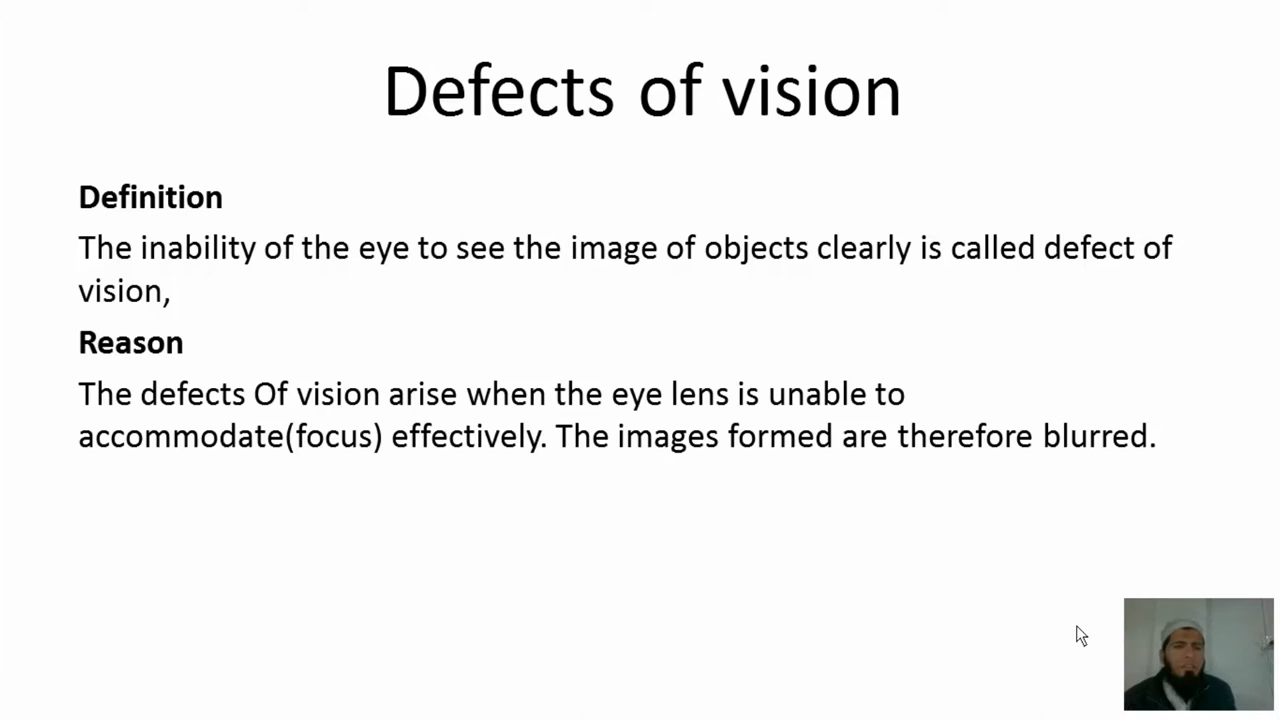 Defects of vision
Definition
The inability of the eye to see the image of objects clearly is called defect of
vision,
Reason
The defects Of vision arise when the eye lens is unable to
accommodate(focus) effectively. The images formed are therefore blurred.